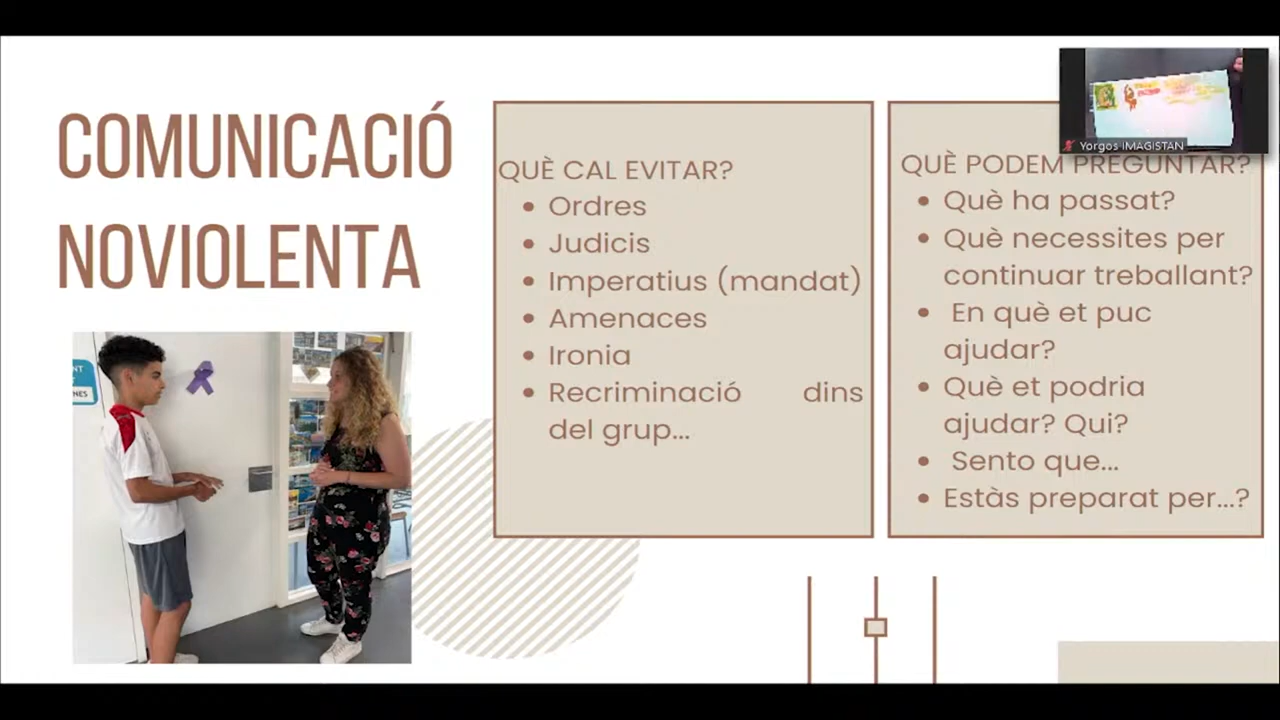 COMUNICACIÓ
NOVIOLENTA
QUÈ CAL EVITAR?
• Ordres
• Judicis
• Imperatius (mandat)
• Amenaces
• Ironia
• Recriminació dins
del grup...
QUÈ PODEM PREGUNTAR?
• Què ha passat?
• Què necessites per
continuar treballant?
• En què et puc
ajudar?
• Què et podria
ajudar? Qui?
• Sento que...
• Estàs preparat per...?
Yorgos IMAGISTAN
NT
NES